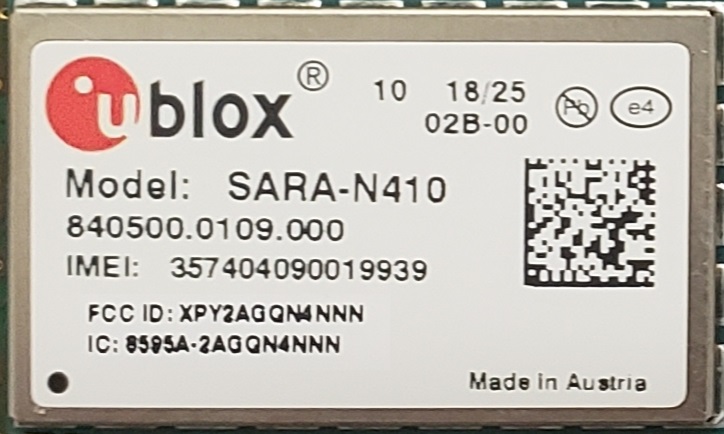 ublox® 10 18/25
02B-00 Pb e4
Model: SARA-N410
840500.0109.000
IMEI: 357404090019939
FCC ID: XPY2AGQN4NNN
IC: 8595A-2AGQN4NNN
Made in Austria